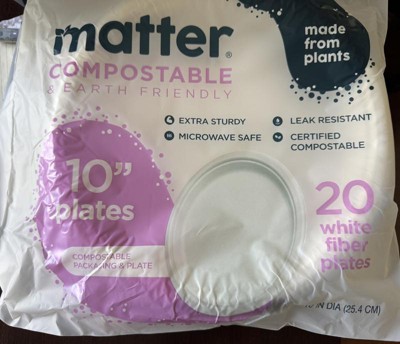 matter®
made
from
plants
COMPOSTABLE
& EARTH FRIENDLY
EXTRA STURDY
LEAK RESISTANT
MICROWAVE SAFE
CERTIFIED
COMPOSTABLE
10”
plates
20
white
fiber
plates
COMPOSTABLE
PACKAGING & PLATE
IN DIA (25.4 CM)